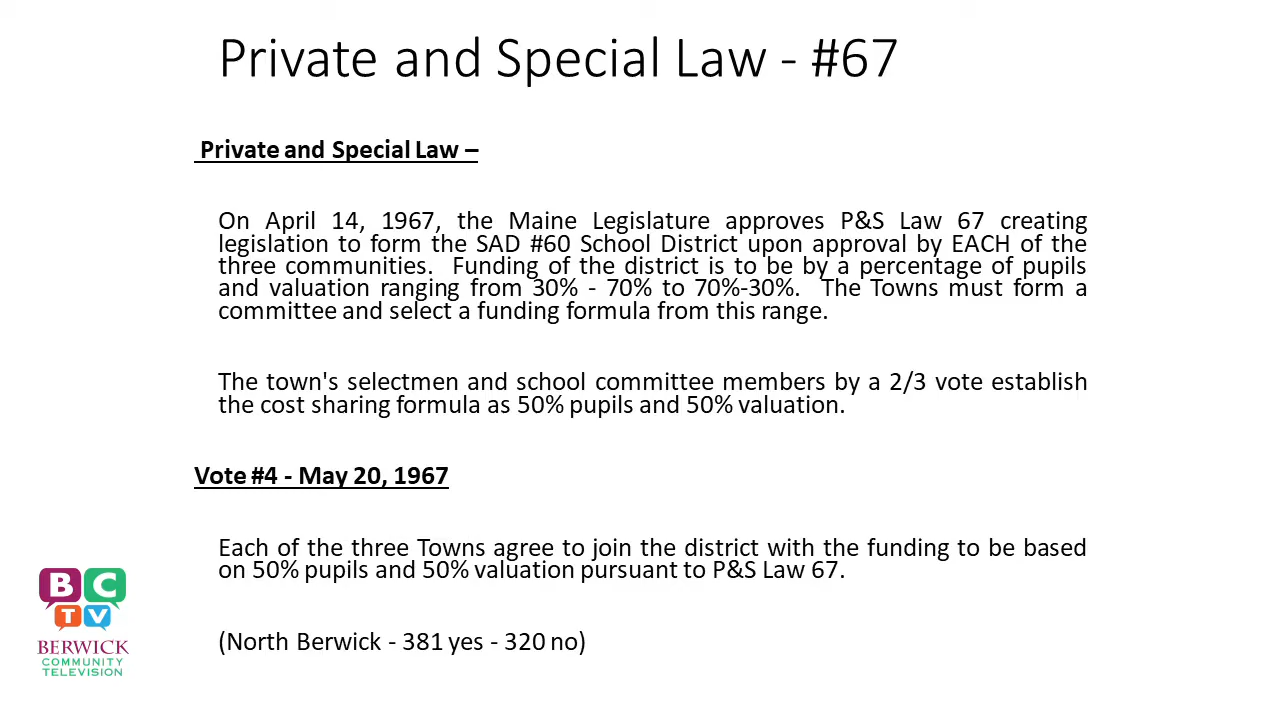 Private and Special Law - #67
Private and Special Law –
On April 14, 1967, the Maine Legislature approves P&S Law 67 creating
legislation to form the SAD #60 School District upon approval by EACH of the
three communities. Funding of the district is to be by a percentage of pupils
and valuation ranging from 30% - 70% to 70%-30%. The Towns must form a
committee and select a funding formula from this range.
The town's selectmen and school committee members by a 2/3 vote establish
the cost sharing formula as 50% pupils and 50% valuation.
Vote #4 - May 20, 1967
Each of the three Towns agree to join the district with the funding to be based
on 50% pupils and 50% valuation pursuant to P&S Law 67.
(North Berwick - 381 yes - 320 no)
BC
TV
BERWICK
COMMUNITY
TELEVISION